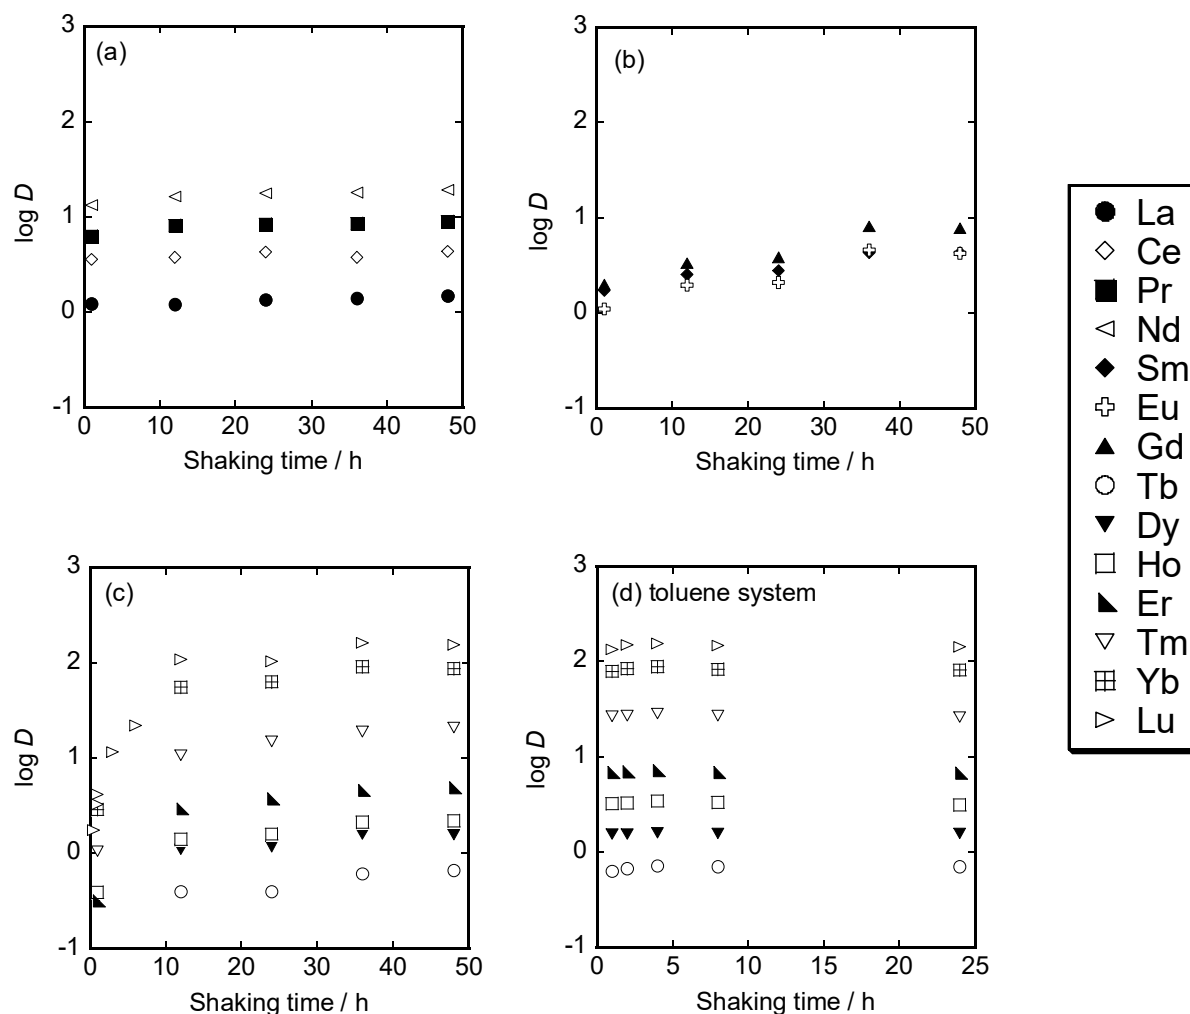 (a)
3
2
1
0
-1
log D
0 10 20 30 40 50
Shaking time / h
(b)
3
2
1
0
-1
log D
0 10 20 30 40 50
Shaking time / h
La
Ce
Pr
Nd
Sm
Eu
Gd
Tb
Dy
Ho
Er
Tm
Yb
Lu
(c)
3
2
1
0
-1
log D
0 10 20 30 40 50
Shaking time / h
(d) toluene system
3
2
1
0
-1
log D
0 5 10 15 20 25
Shaking time / h